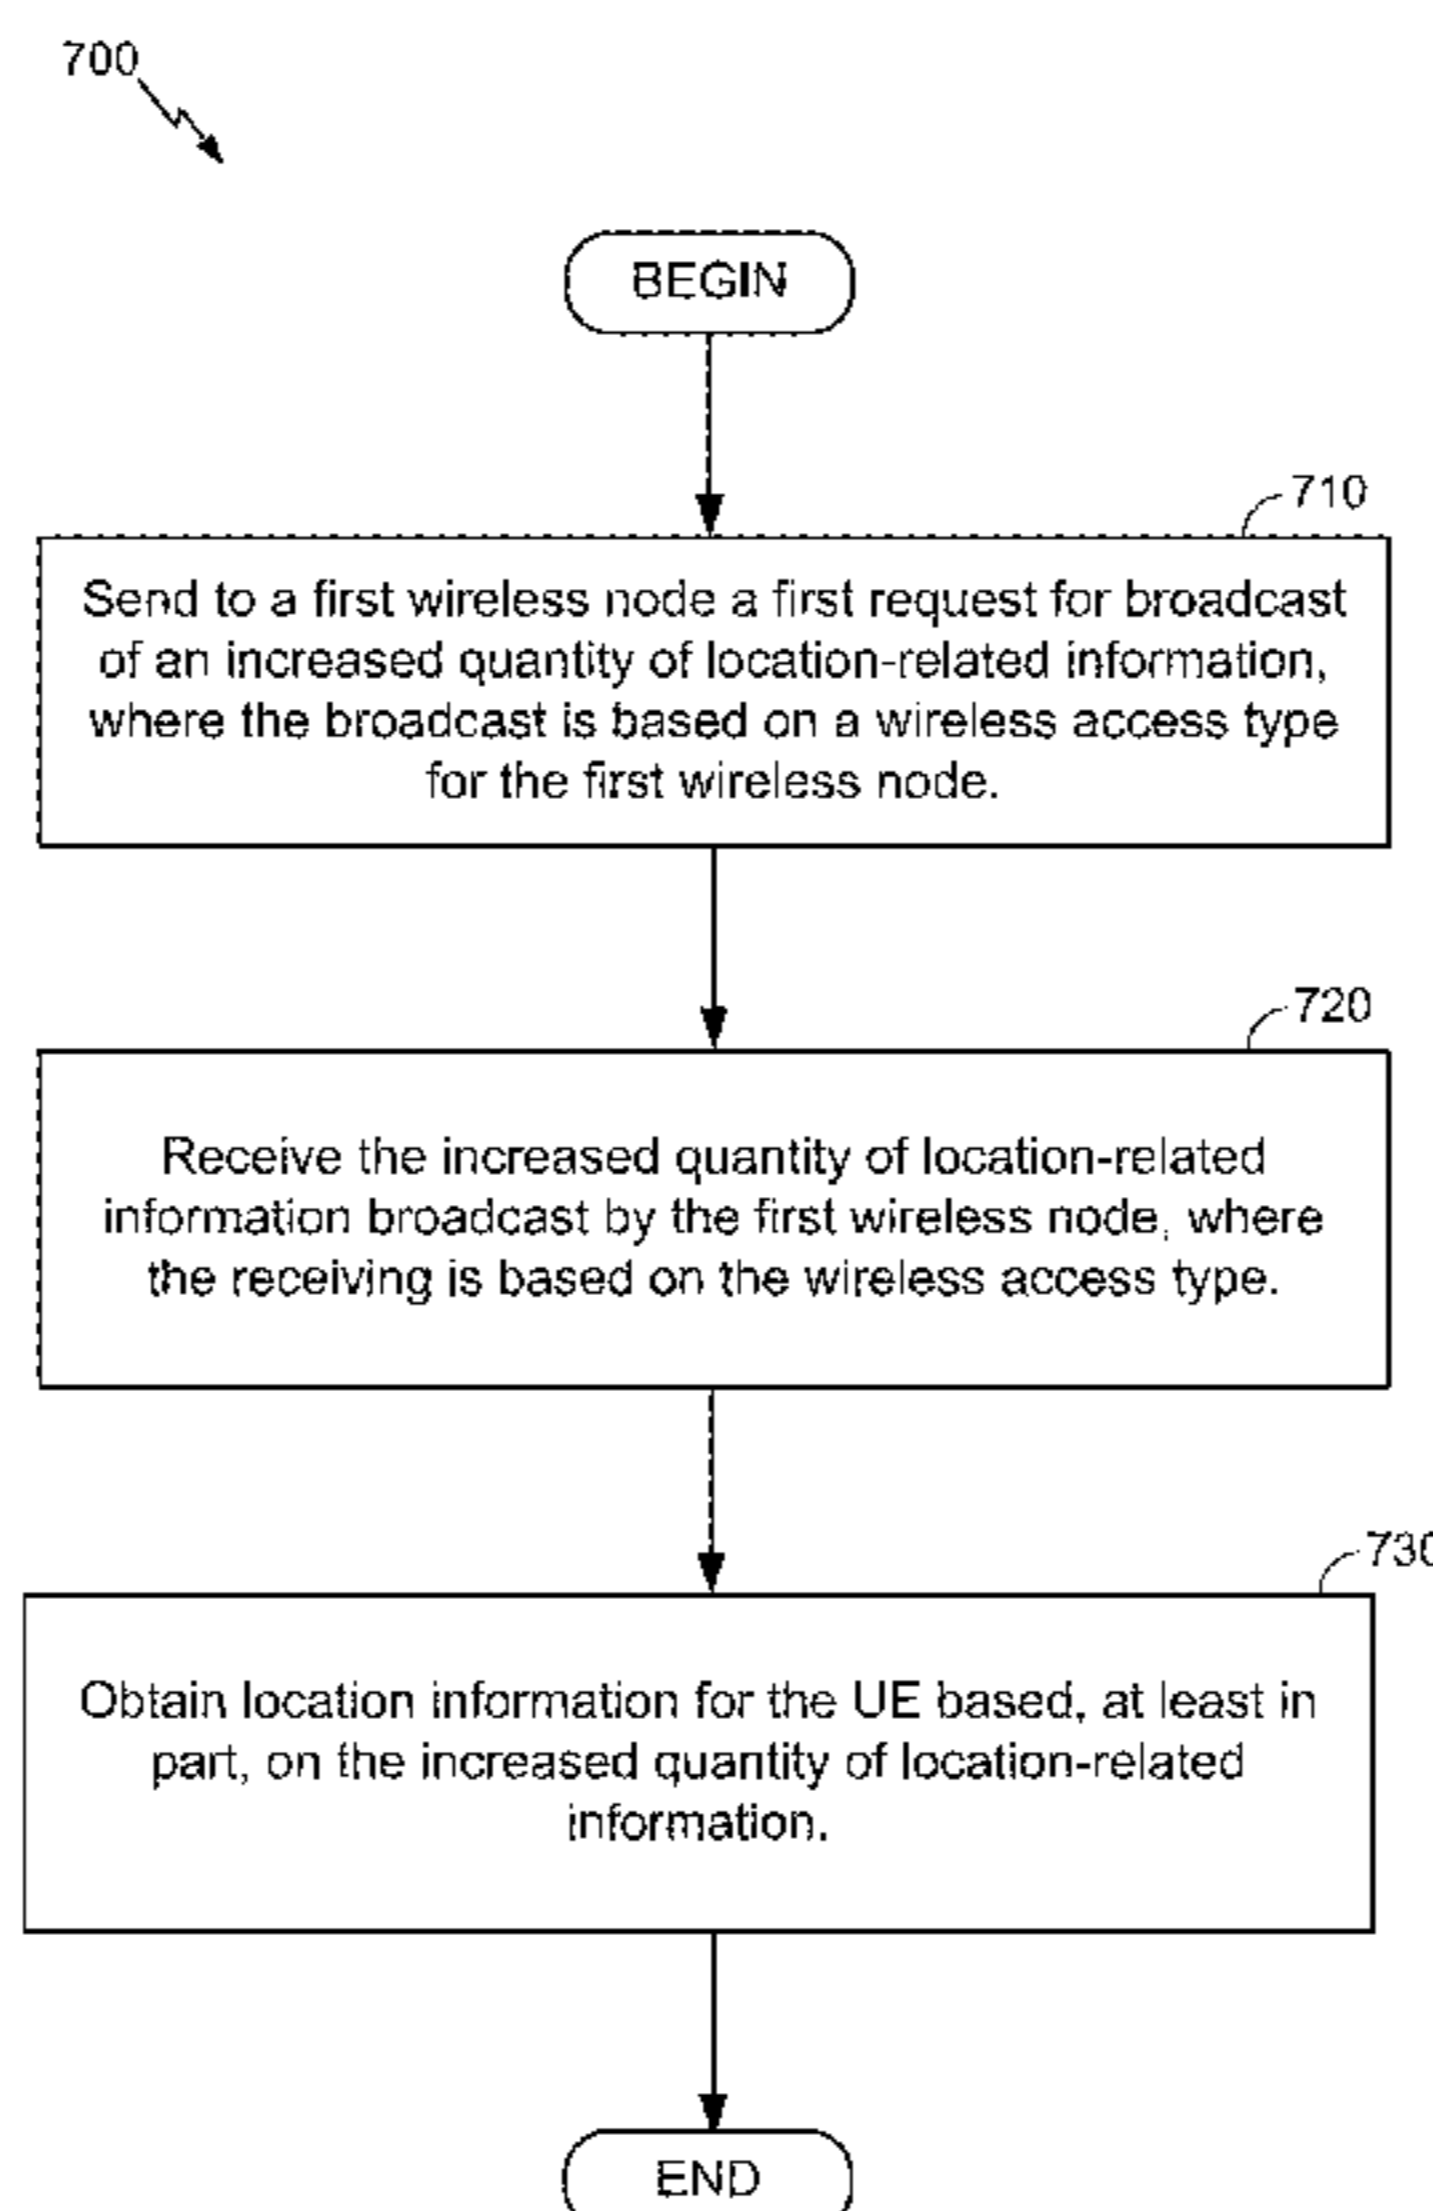 700
BEGIN
710
Send to a first wireless node a first request for broadcast
of an increased quantity of location-related information,
where the broadcast is based on a wireless access type
for the first wireless node.
720
Receive the increased quantity of location-related
information broadcast by the first wireless node, where
the receiving is based on the wireless access type.
730
Obtain location information for the UE based, at least in
part, on the increased quantity of location-related
information.
END